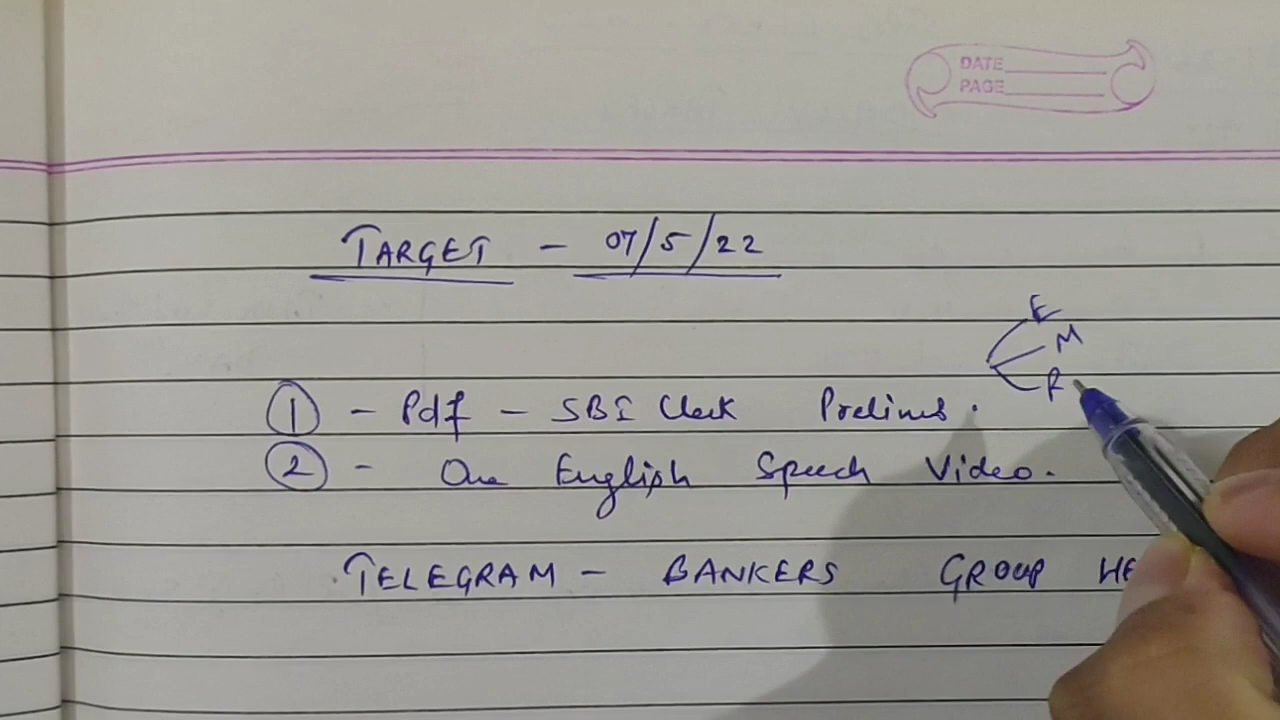 DATE
PAGE
TARGET - 07/5/22
E
M
R
1 - Pdf - SBI Clerk Prelims.
2 - One English Speech Video.
TELEGRAM - BANKERS GROUP HE